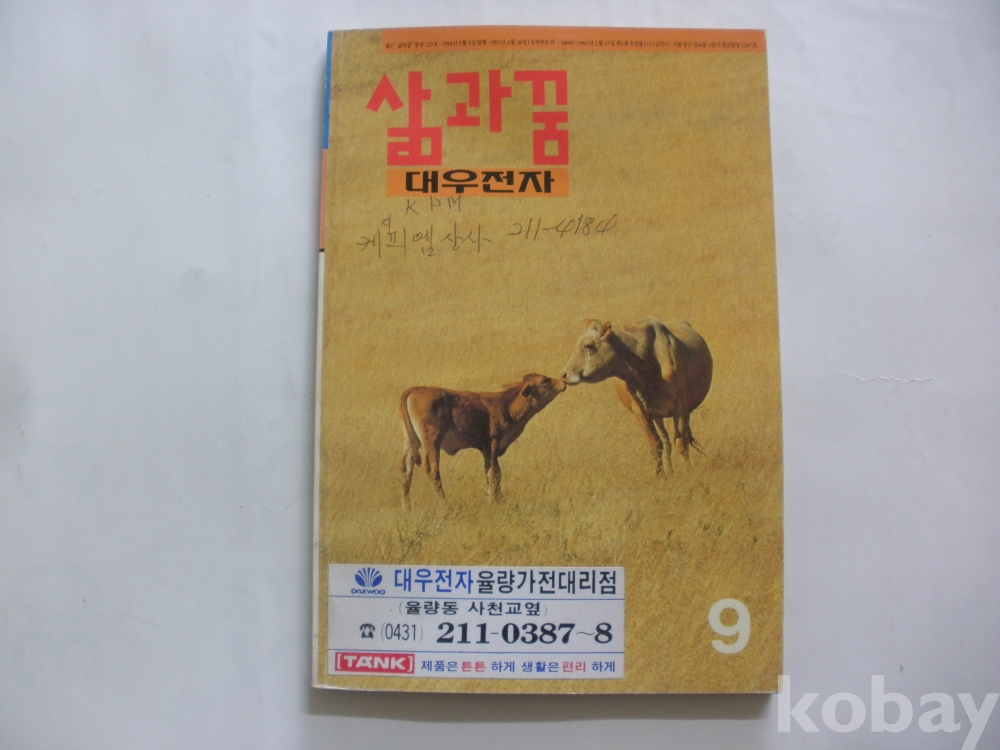 삶과꿈
대우전자
K PM
케이피엠상사 211-4184
DAEWOO 대우전자율량가전대리점
(율량동 사천교옆)
☎(0431) 211-0387~8
TANK 제품은튼튼하게 생활은편리하게
9
kobay